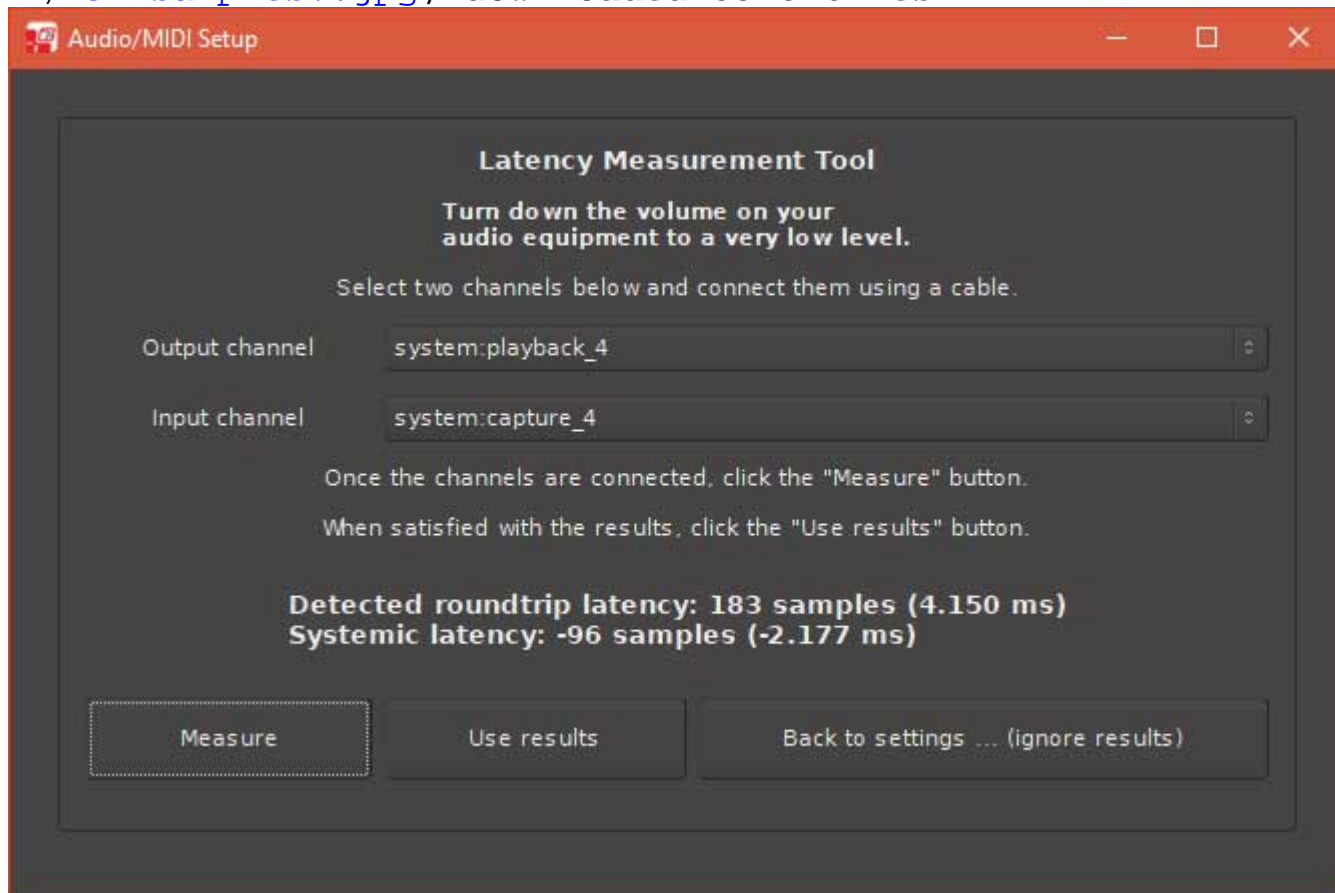 Audio/MIDI Setup
Latency Measurement Tool
Turn down the volume on your
audio equipment to a very low level.
Select two channels below and connect them using a cable.
Output channel system:playback_4
Input channel system:capture_4
Once the channels are connected, click the "Measure" button.
When satisfied with the results, click the "Use results" button.
Detected roundtrip latency: 183 samples (4.150 ms)
Systemic latency: -96 samples (-2.177 ms)
Measure Use results Back to settings ... (ignore results)